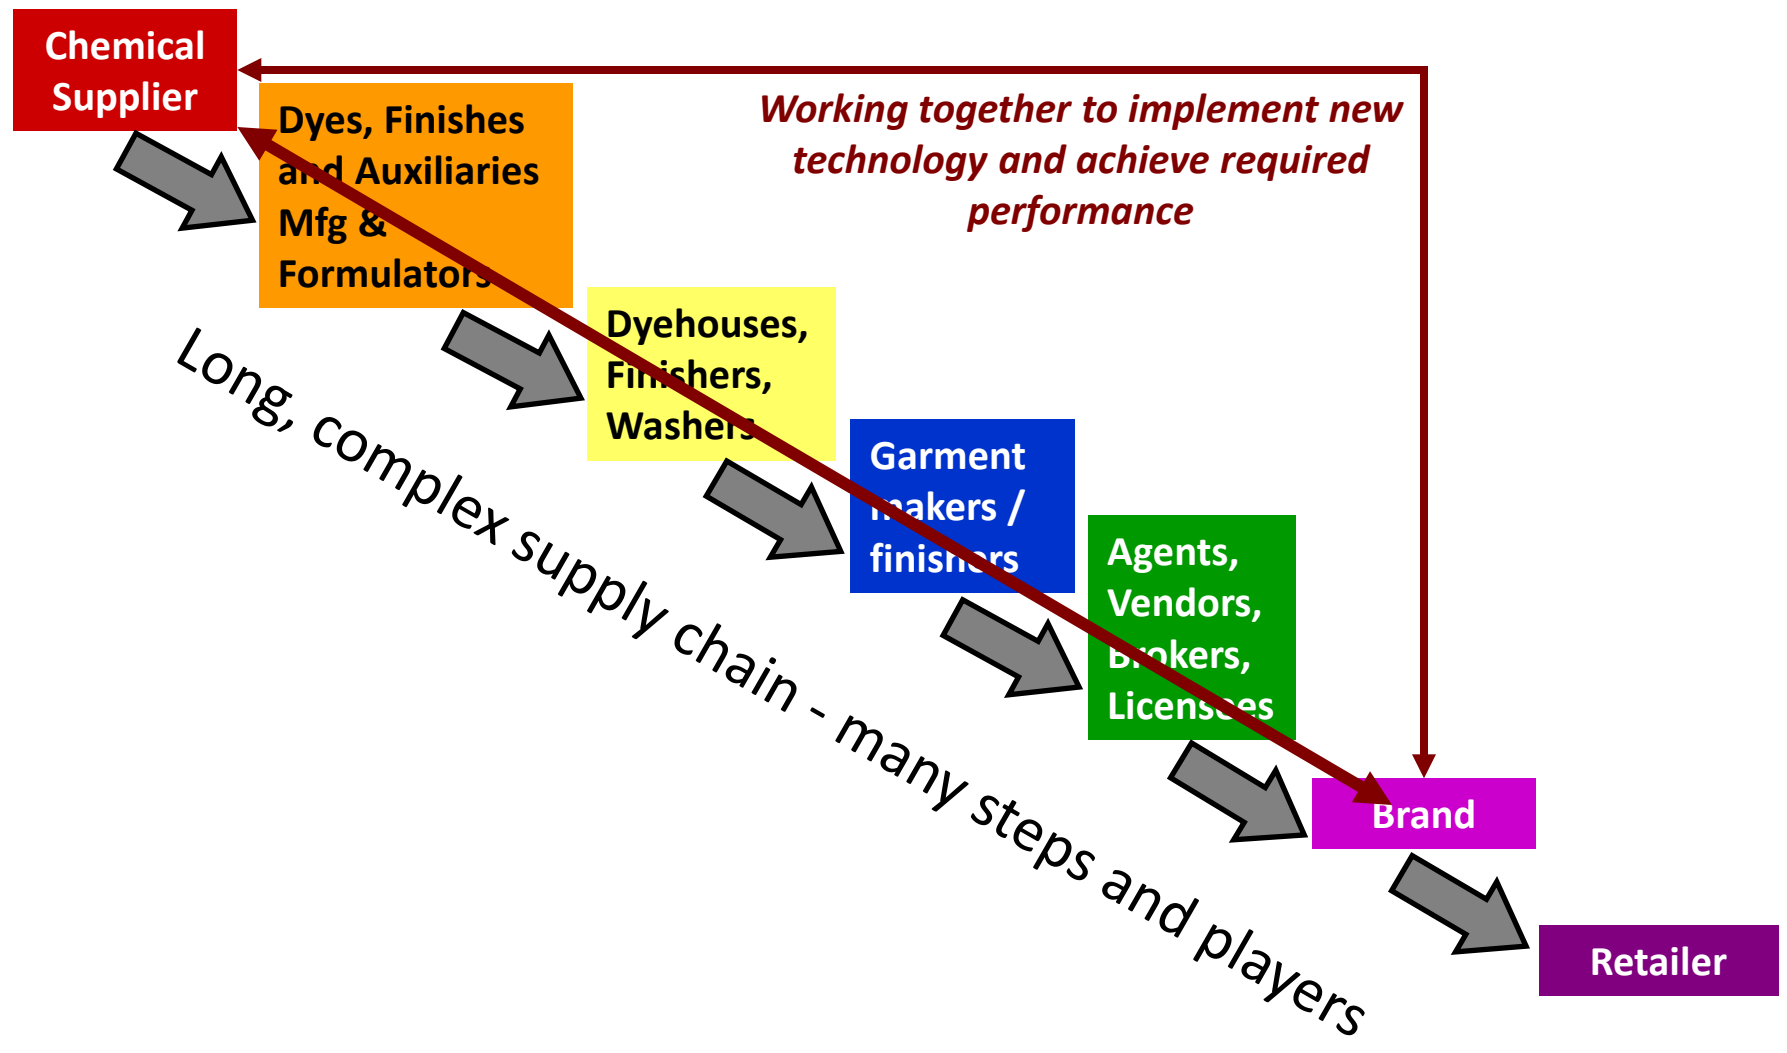 Chemical
Supplier
Dyes, Finishes
and Auxiliaries
Mfg &
Formulators
Working together to implement new
technology and achieve required
performance
Dyehouses,
Finishers,
Washers
Garment
makers /
finishers
Agents,
Vendors,
Brokers,
Licensees
Long, complex supply chain - many steps and players
Brand
Retailer